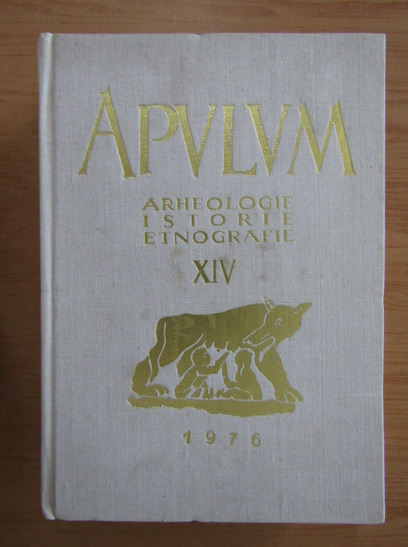 APVLVM
ARHEOLOGIE
ISTORIE
ETNOGRAFIE
XIV
1976